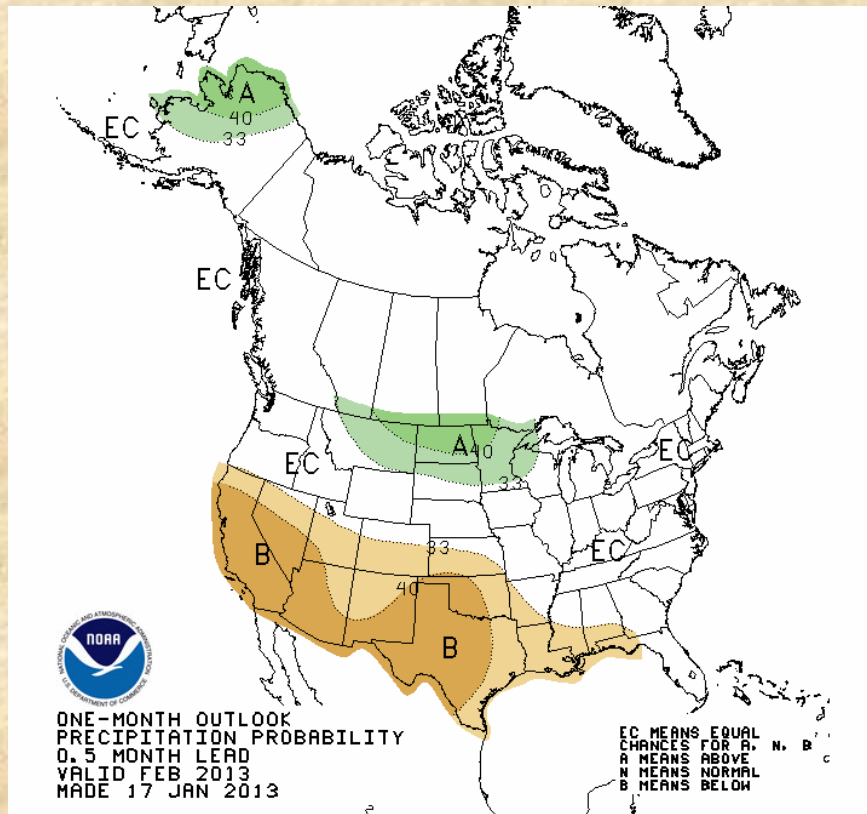 A
40
33
EC
EC
A 40
33
EC
EC
33
EC
B
40
B
NATIONAL OCEANIC AND ATMOSPHERIC ADMINISTRATION
NOAA
U.S. DEPARTMENT OF COMMERCE
ONE-MONTH OUTLOOK
PRECIPITATION PROBABILITY
0.5 MONTH LEAD
VALID FEB 2013
MADE 17 JAN 2013
EC MEANS EQUAL
CHANCES FOR A, N, B
A MEANS ABOVE
N MEANS NORMAL
B MEANS BELOW